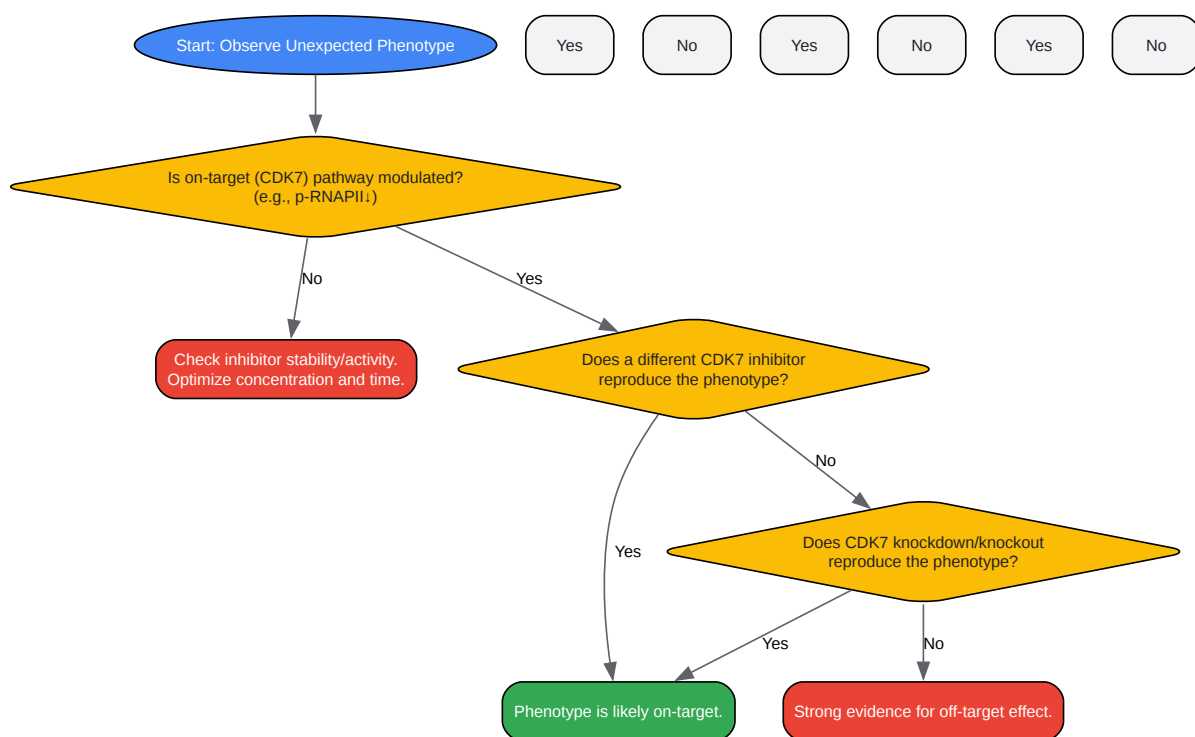 Start: Observe Unexpected Phenotype
Yes
No
Yes
No
Yes
No
Is on-target (CDK7) pathway modulated?
(e.g., p-RNAPII↓)
No
Yes
Check inhibitor stability/activity.
Optimize concentration and time.
Does a different CDK7 inhibitor
reproduce the phenotype?
No
Yes
Does CDK7 knockdown/knockout
reproduce the phenotype?
Yes
No
Phenotype is likely on-target.
Strong evidence for off-target effect.